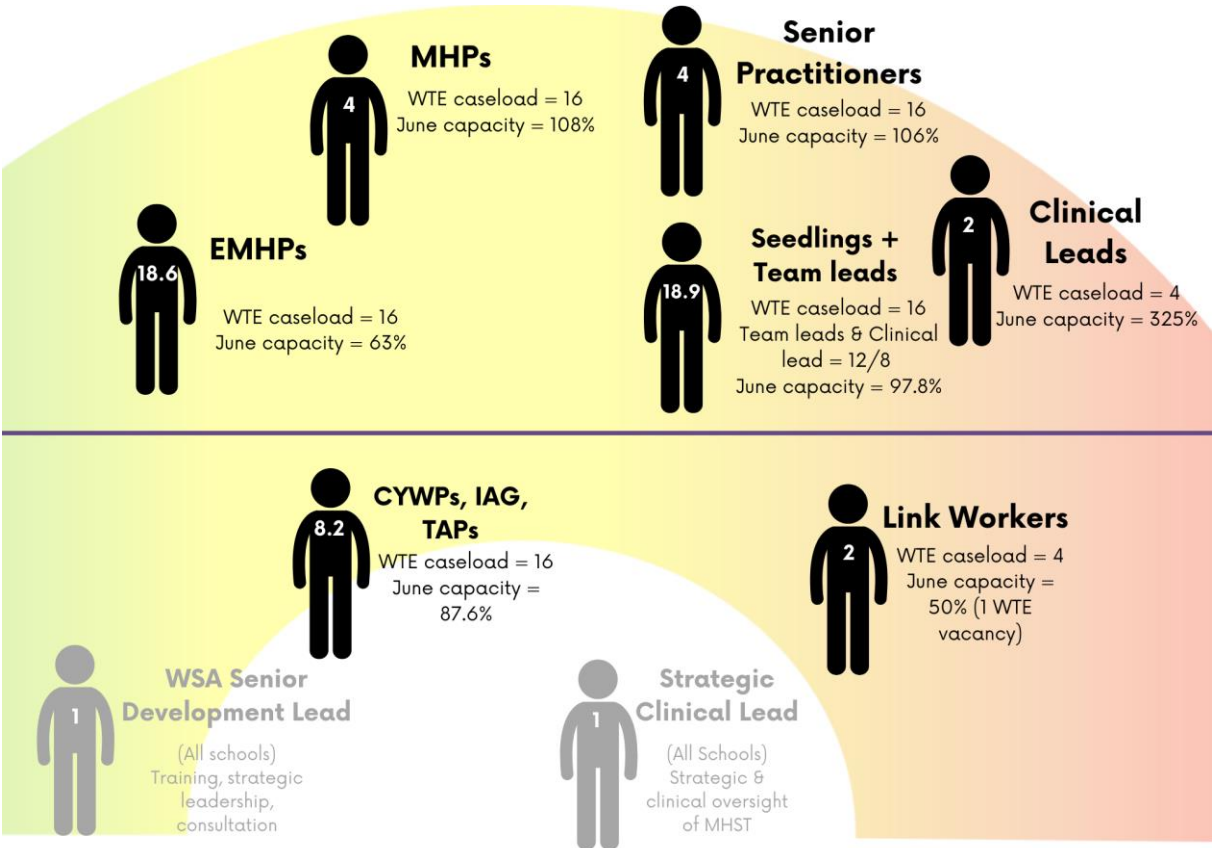 MHPs
4
WTE caseload = 16
June capacity = 108%
Senior
Practitioners
4
WTE caseload = 16
June capacity = 106%
EMHPs
18.6
WTE caseload = 16
June capacity = 63%
Seedlings +
Team leads
18.9
WTE caseload = 16
Team leads & Clinical
lead = 12/8
June capacity = 97.8%
Clinical
Leads
2
WTE caseload = 4
June capacity = 325%
CYWPs, IAG,
TAPs
8.2
WTE caseload = 16
June capacity =
87.6%
Link Workers
2
WTE caseload = 4
June capacity =
50% (1 WTE
vacancy)
WSA Senior
Development Lead
1
(All schools)
Training, strategic
leadership,
consultation
Strategic
Clinical Lead
1
(All Schools)
Strategic &
clinical oversight
of MHST